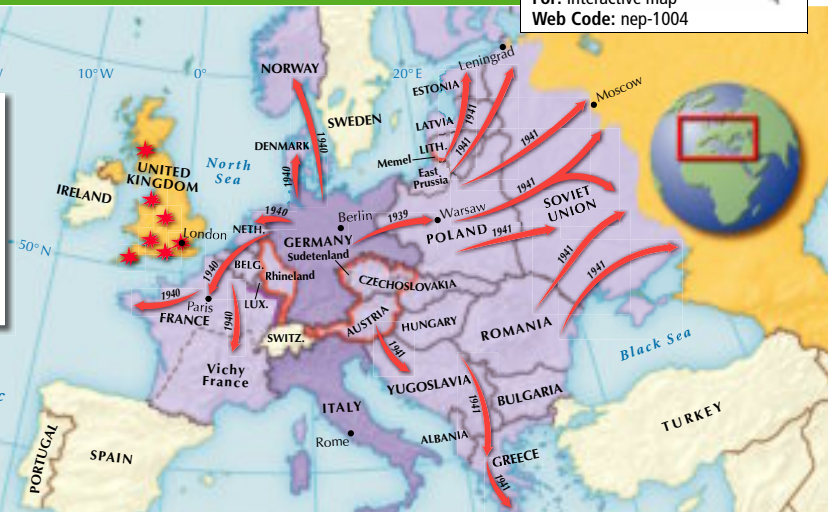 For: Interactive map
Web Code: nep-1004
10°W
0°
20°E
50°N
NORWAY
SWEDEN
ESTONIA
LATVIA
LITH.
Memel
East
Prussia
Leningrad
Moscow
DENMARK
North
Sea
UNITED
KINGDOM
IRELAND
London
NETH.
BELG.
LUX.
Rhineland
GERMANY
Berlin
Sudetenland
Warsaw
POLAND
SOVIET
UNION
CZECHOSLOVAKIA
AUSTRIA
HUNGARY
ROMANIA
SWITZ.
Paris
FRANCE
Vichy
France
ITALY
Rome
YUGOSLAVIA
BULGARIA
ALBANIA
GREECE
Black Sea
TURKEY
PORTUGAL
SPAIN
1940
1940
1940
1940
1940
1940
1939
1941
1941
1941
1941
1941
1941
1941
1941
1941
1941